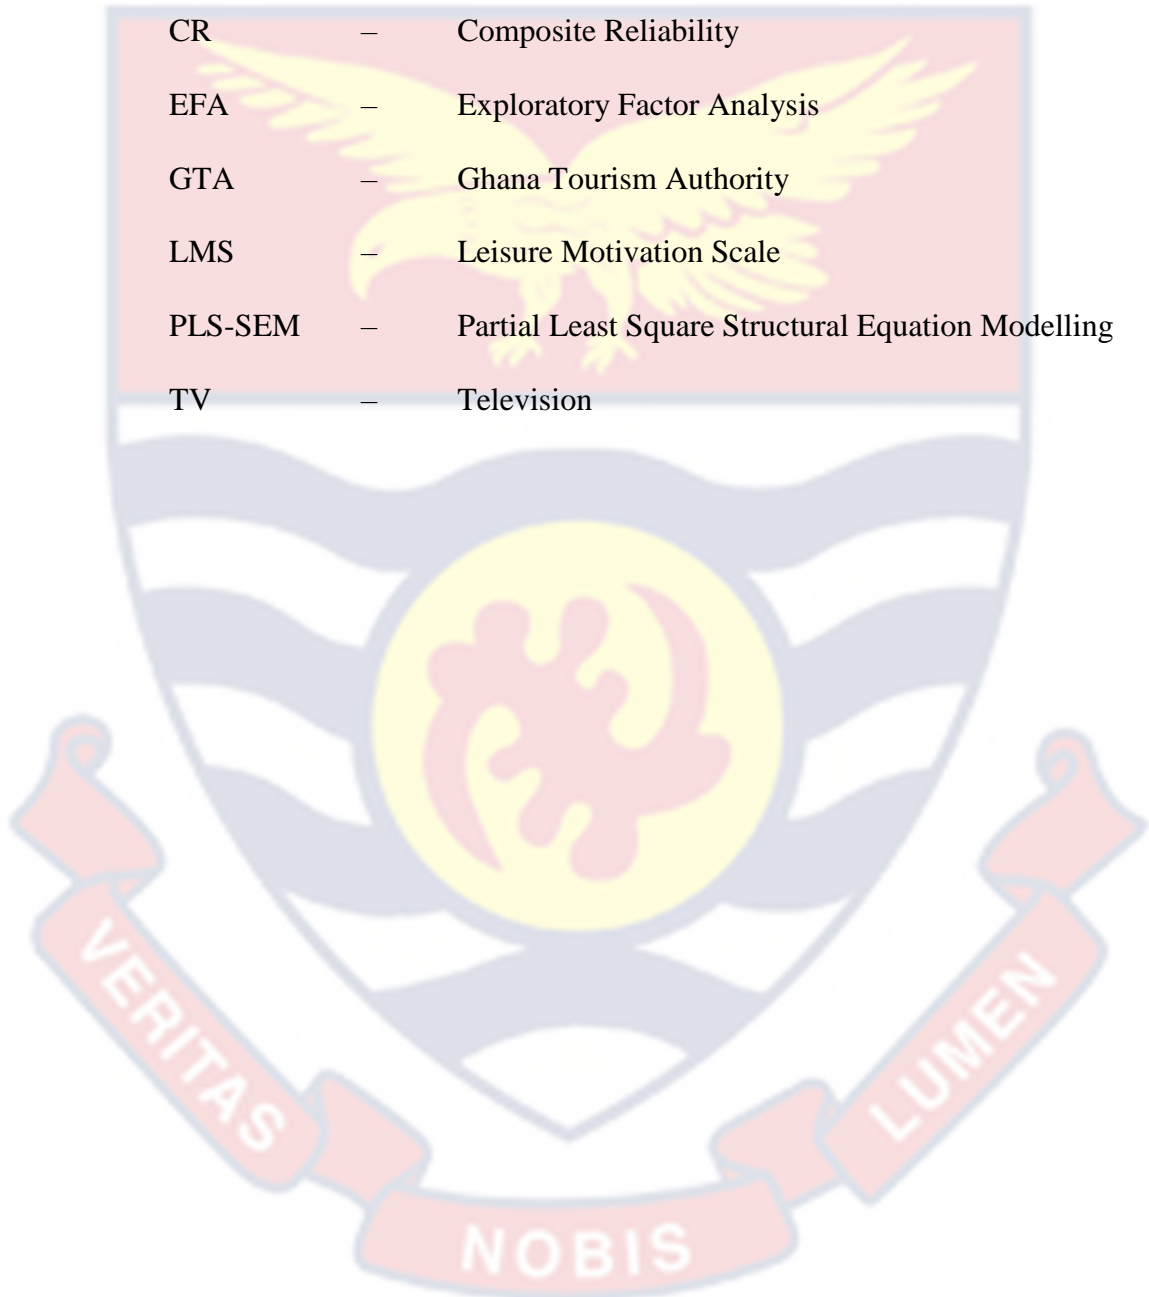 CR – Composite Reliability
EFA – Exploratory Factor Analysis
GTA – Ghana Tourism Authority
LMS – Leisure Motivation Scale
PLS-SEM – Partial Least Square Structural Equation Modelling
TV – Television
VERITAS
NOBIS
LUMEN